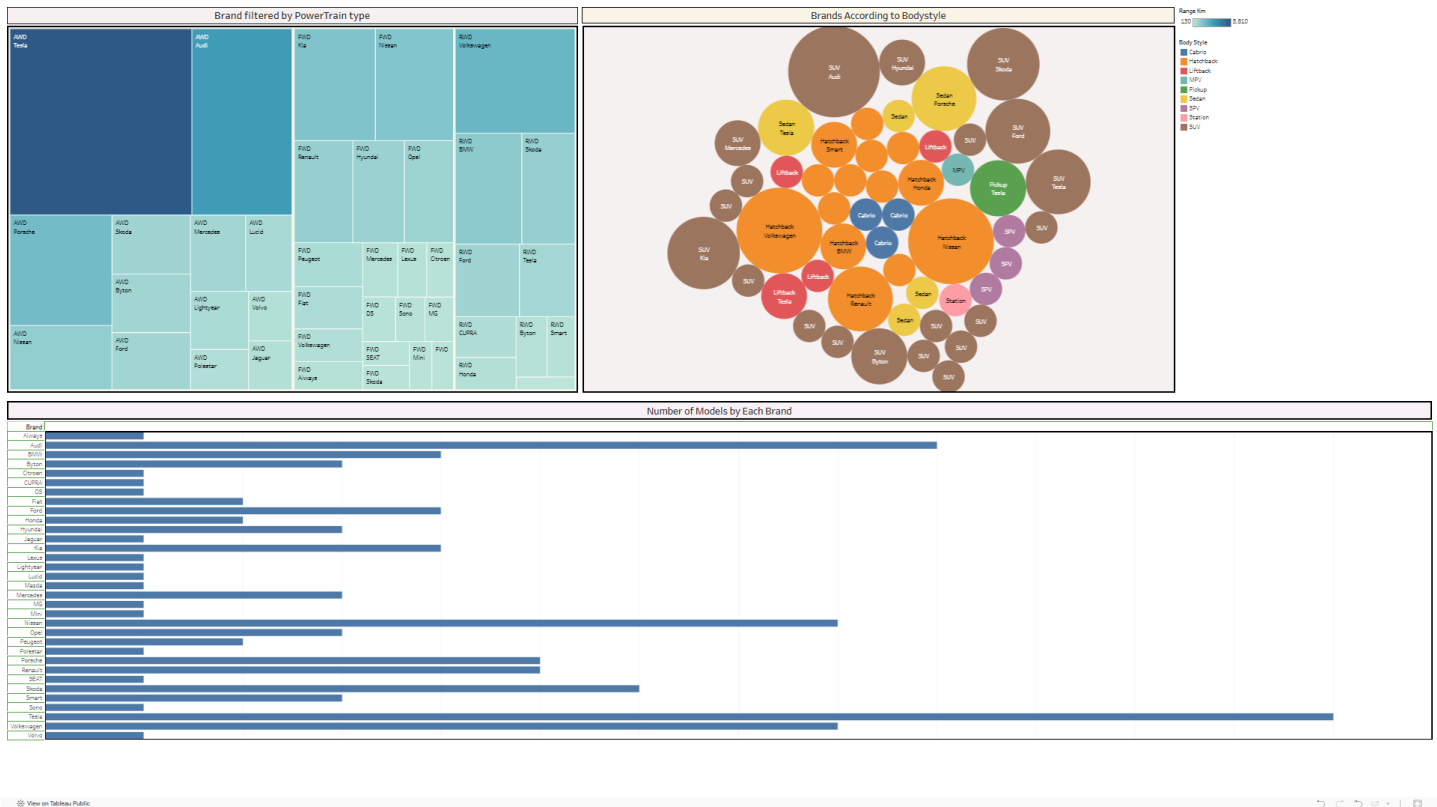 Brand filtered by PowerTrain type
AWD
Tesla
AWD
Audi
AWD
Porsche
AWD
Nissan
AWD
Skoda
AWD
Byton
AWD
Ford
AWD
Mercedes
AWD
Lucid
AWD
Lightyear
AWD
Volvo
AWD
Polestar
AWD
Jaguar
FWD
Kia
FWD
Nissan
FWD
Renault
FWD
Hyundai
FWD
Opel
FWD
Peugeot
FWD
Mercedes
FWD
Lexus
FWD
Citroen
FWD
Fiat
FWD
DS
FWD
Sono
FWD
MG
FWD
Volkswagen
FWD
SEAT
FWD
Mini
FWD
FWD
Aiways
FWD
Skoda
RWD
Volkswagen
RWD
BMW
RWD
Skoda
RWD
Ford
RWD
Tesla
RWD
CUPRA
RWD
Byton
RWD
Smart
RWD
Honda
Brands According to Bodystyle
SUV
Audi
SUV
Hyundai
SUV
Skoda
Sedan
Porsche
Sedan
Tesla
Sedan
SUV
Ford
SUV
Mercedes
Hatchback
Smart
Liftback
SUV
Liftback
MPV
SUV
Hatchback
Honda
Pickup
Tesla
SUV
Tesla
SUV
Cabrio
Cabrio
Hatchback
Volkswagen
SUV
SPV
Hatchback
BMW
Cabrio
Hatchback
Nissan
SUV
Kia
SPV
SUV
Liftback
Liftback
Tesla
Hatchback
Renault
Sedan
SPV
Station
Sedan
SUV
SUV
SUV
SUV
SUV
SUV
Byton
SUV
SUV
Range Km
130
5,810
Body Style
Cabrio
Hatchback
Liftback
MPV
Pickup
Sedan
SPV
Station
SUV
Number of Models by Each Brand
Brand
Aiways
Audi
BMW
Byton
Citroen
CUPRA
DS
Fiat
Ford
Honda
Hyundai
Jaguar
Kia
Lexus
Lightyear
Lucid
Mazda
Mercedes
MG
Mini
Nissan
Opel
Peugeot
Polestar
Porsche
Renault
SEAT
Skoda
Smart
Sono
Tesla
Volkswagen
Volvo
View on Tableau Public